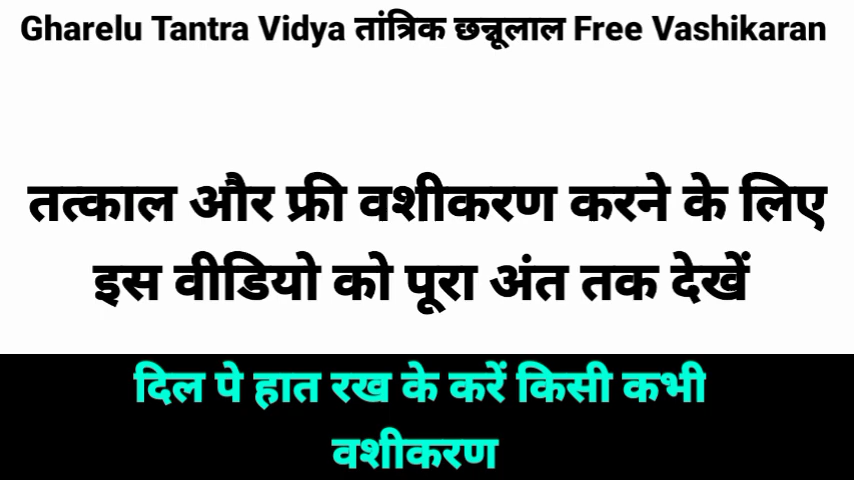 Gharelu Tantra Vidya तांत्रिक छन्नूलाल Free Vashikaran
तत्काल और फ्री वशीकरण करने के लिए
इस वीडियो को पूरा अंत तक देखें
दिल पे हात रख के करें किसी कभी
वशीकरण